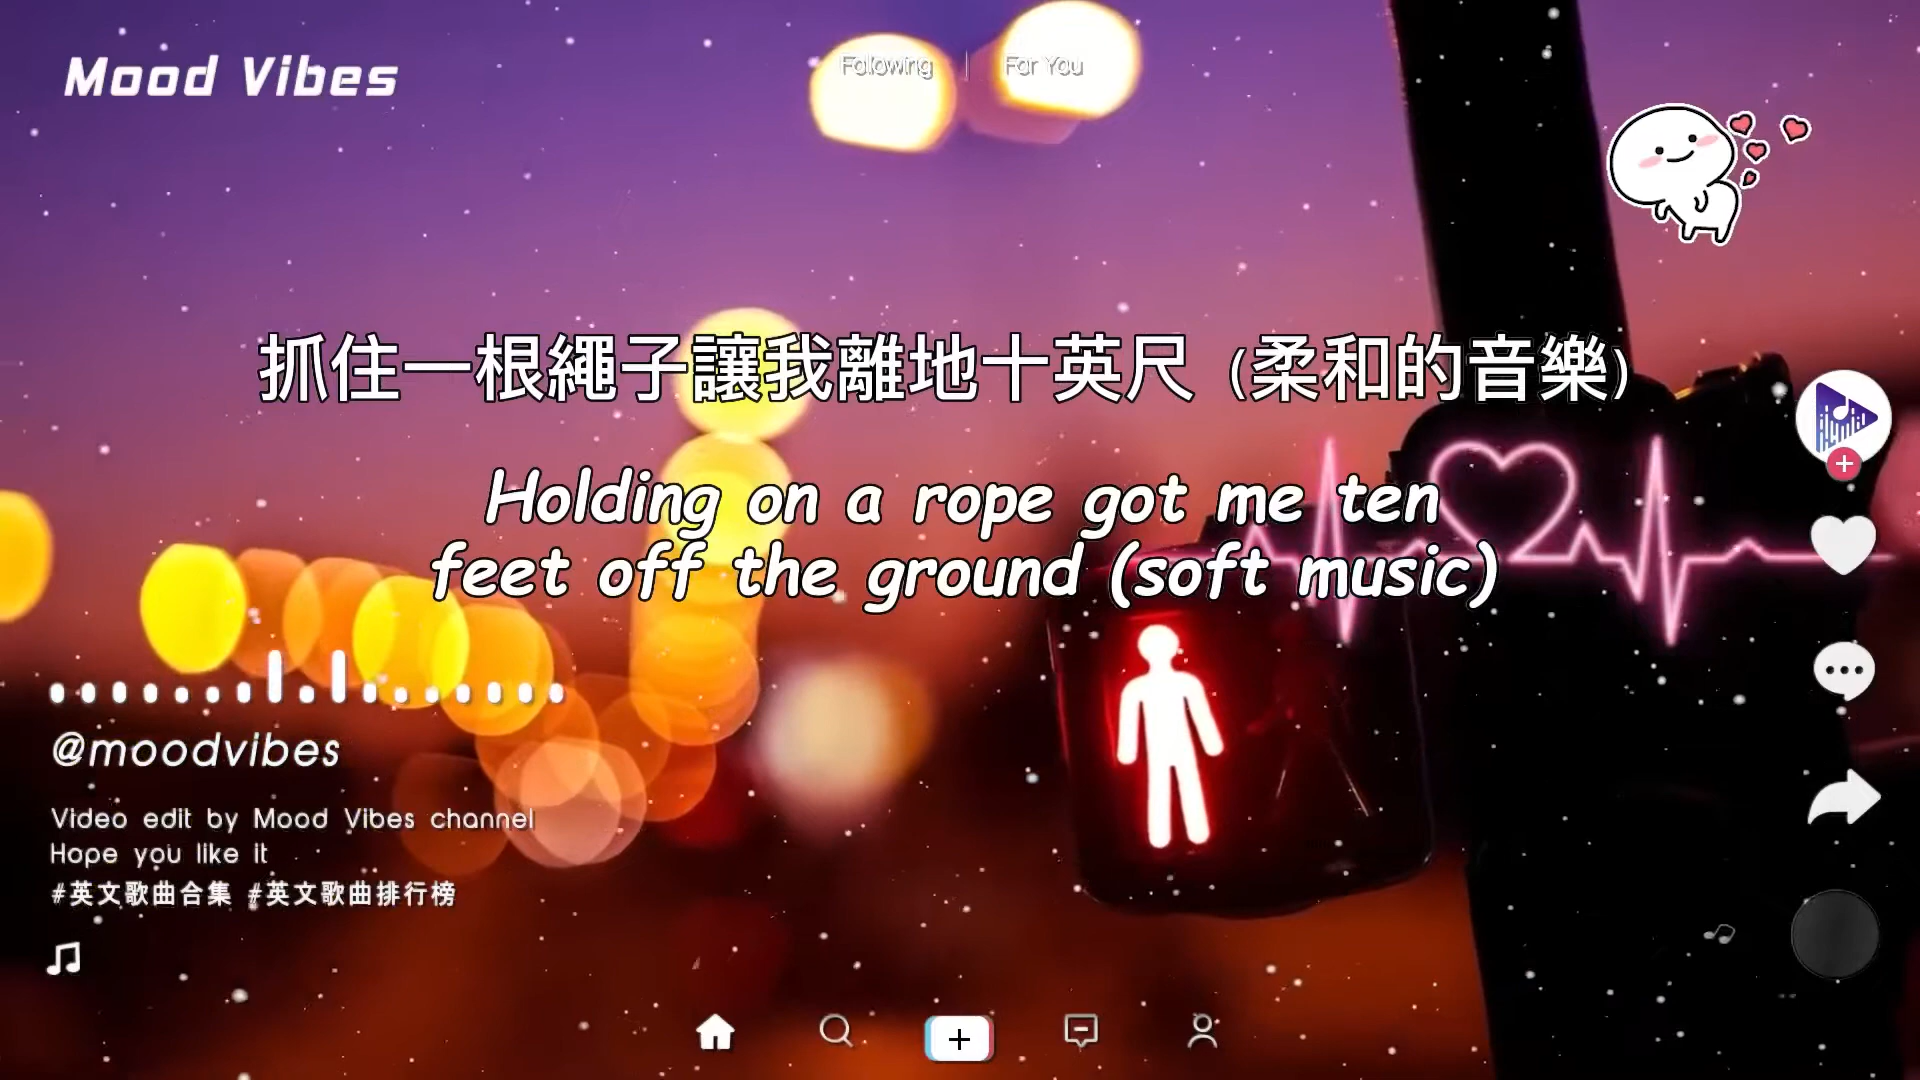 Mood Vibes
Following | For You
抓住一根繩子讓我離地十英尺（柔和的音樂）
Holding on a rope got me ten
feet off the ground (soft music)
@moodvibes
Video edit by Mood Vibes channel
Hope you like it
#英文歌曲合集 #英文歌曲排行榜